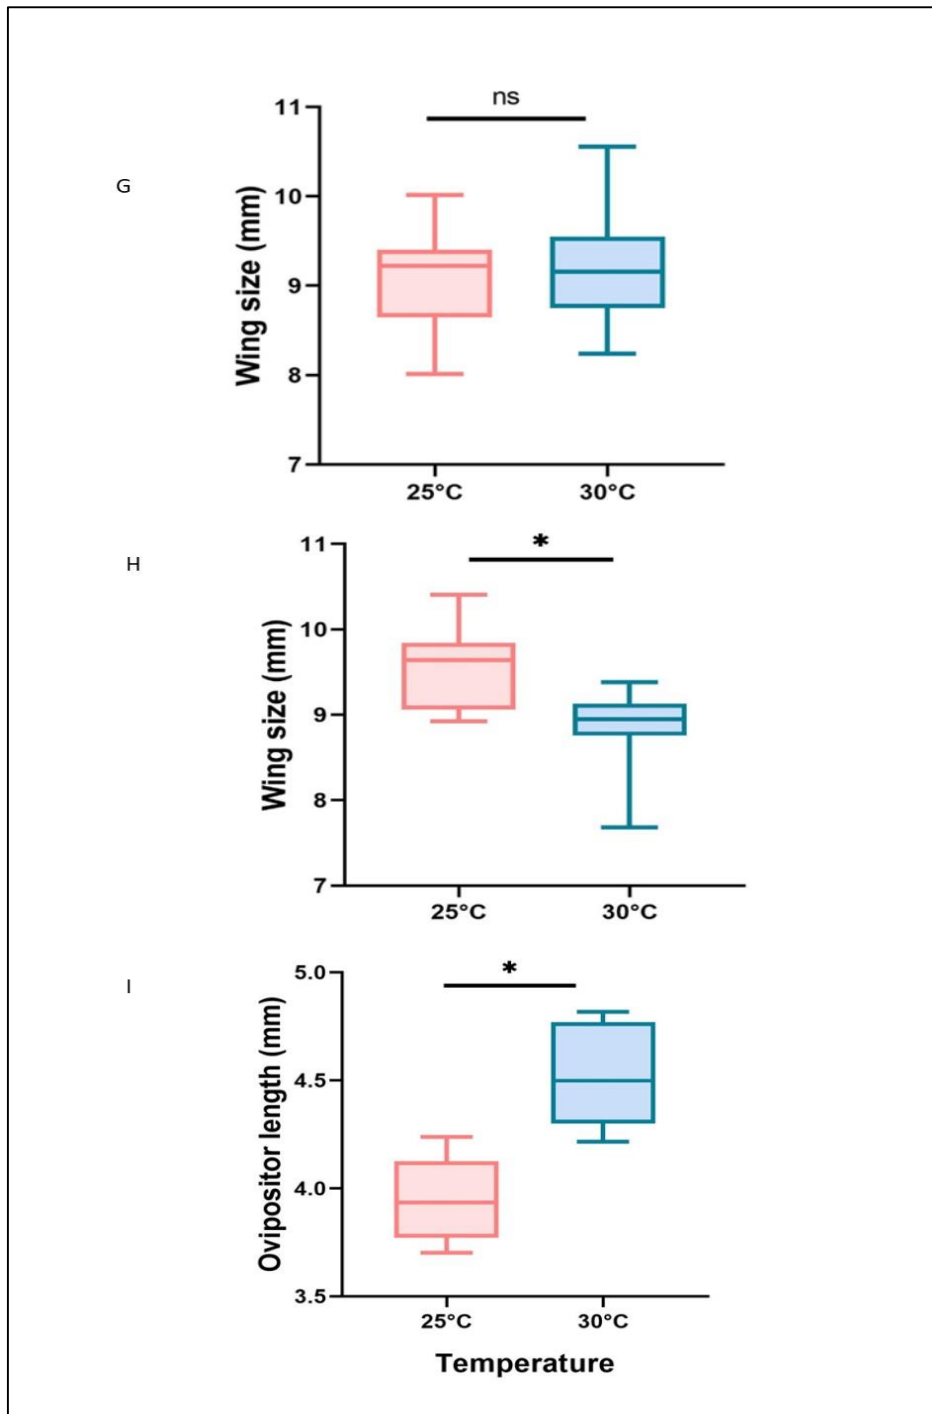 ns
11
G
10
Wing size (mm)
9
8
7
25°C 30°C
*
11
H
10
Wing size (mm)
9
8
7
25°C 30°C
*
5.0
I
Ovipositor length (mm)
4.5
4.0
3.5
25°C 30°C
Temperature